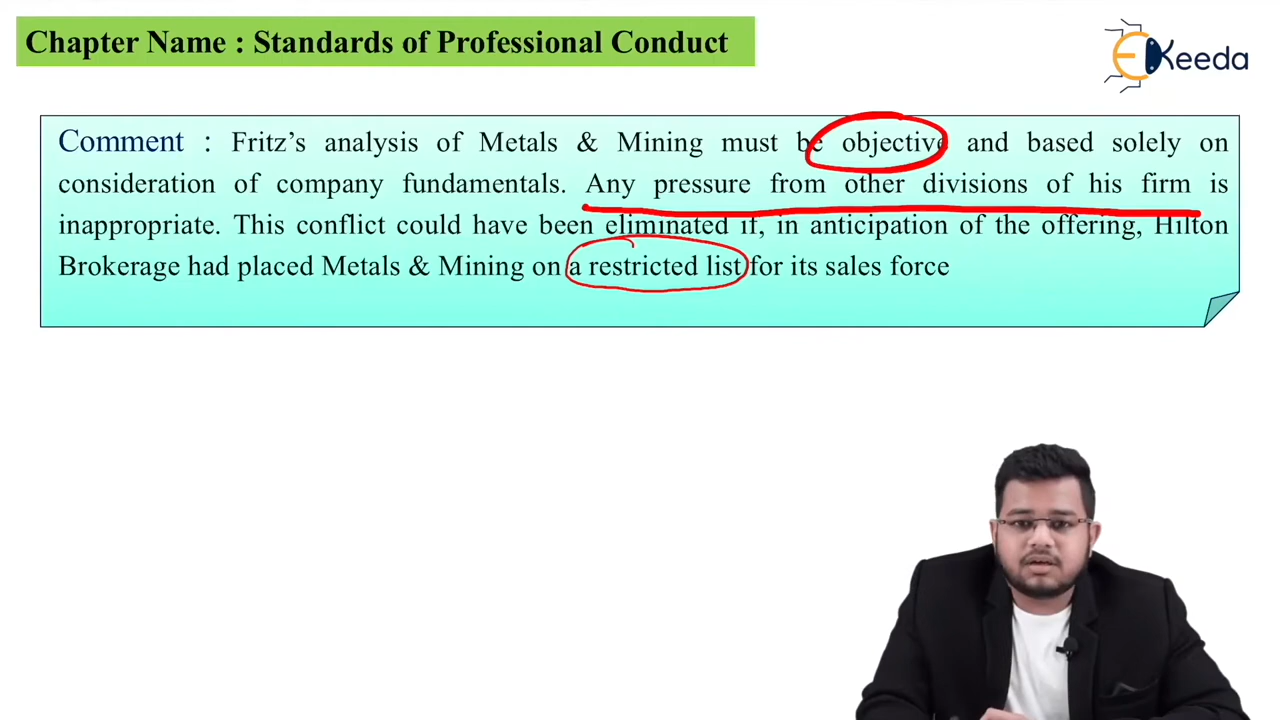 Chapter Name : Standards of Professional Conduct
EKeeda
Comment : Fritz's analysis of Metals & Mining must be objective and based solely on
consideration of company fundamentals. Any pressure from other divisions of his firm is
inappropriate. This conflict could have been eliminated if, in anticipation of the offering, Hilton
Brokerage had placed Metals & Mining on a restricted list for its sales force